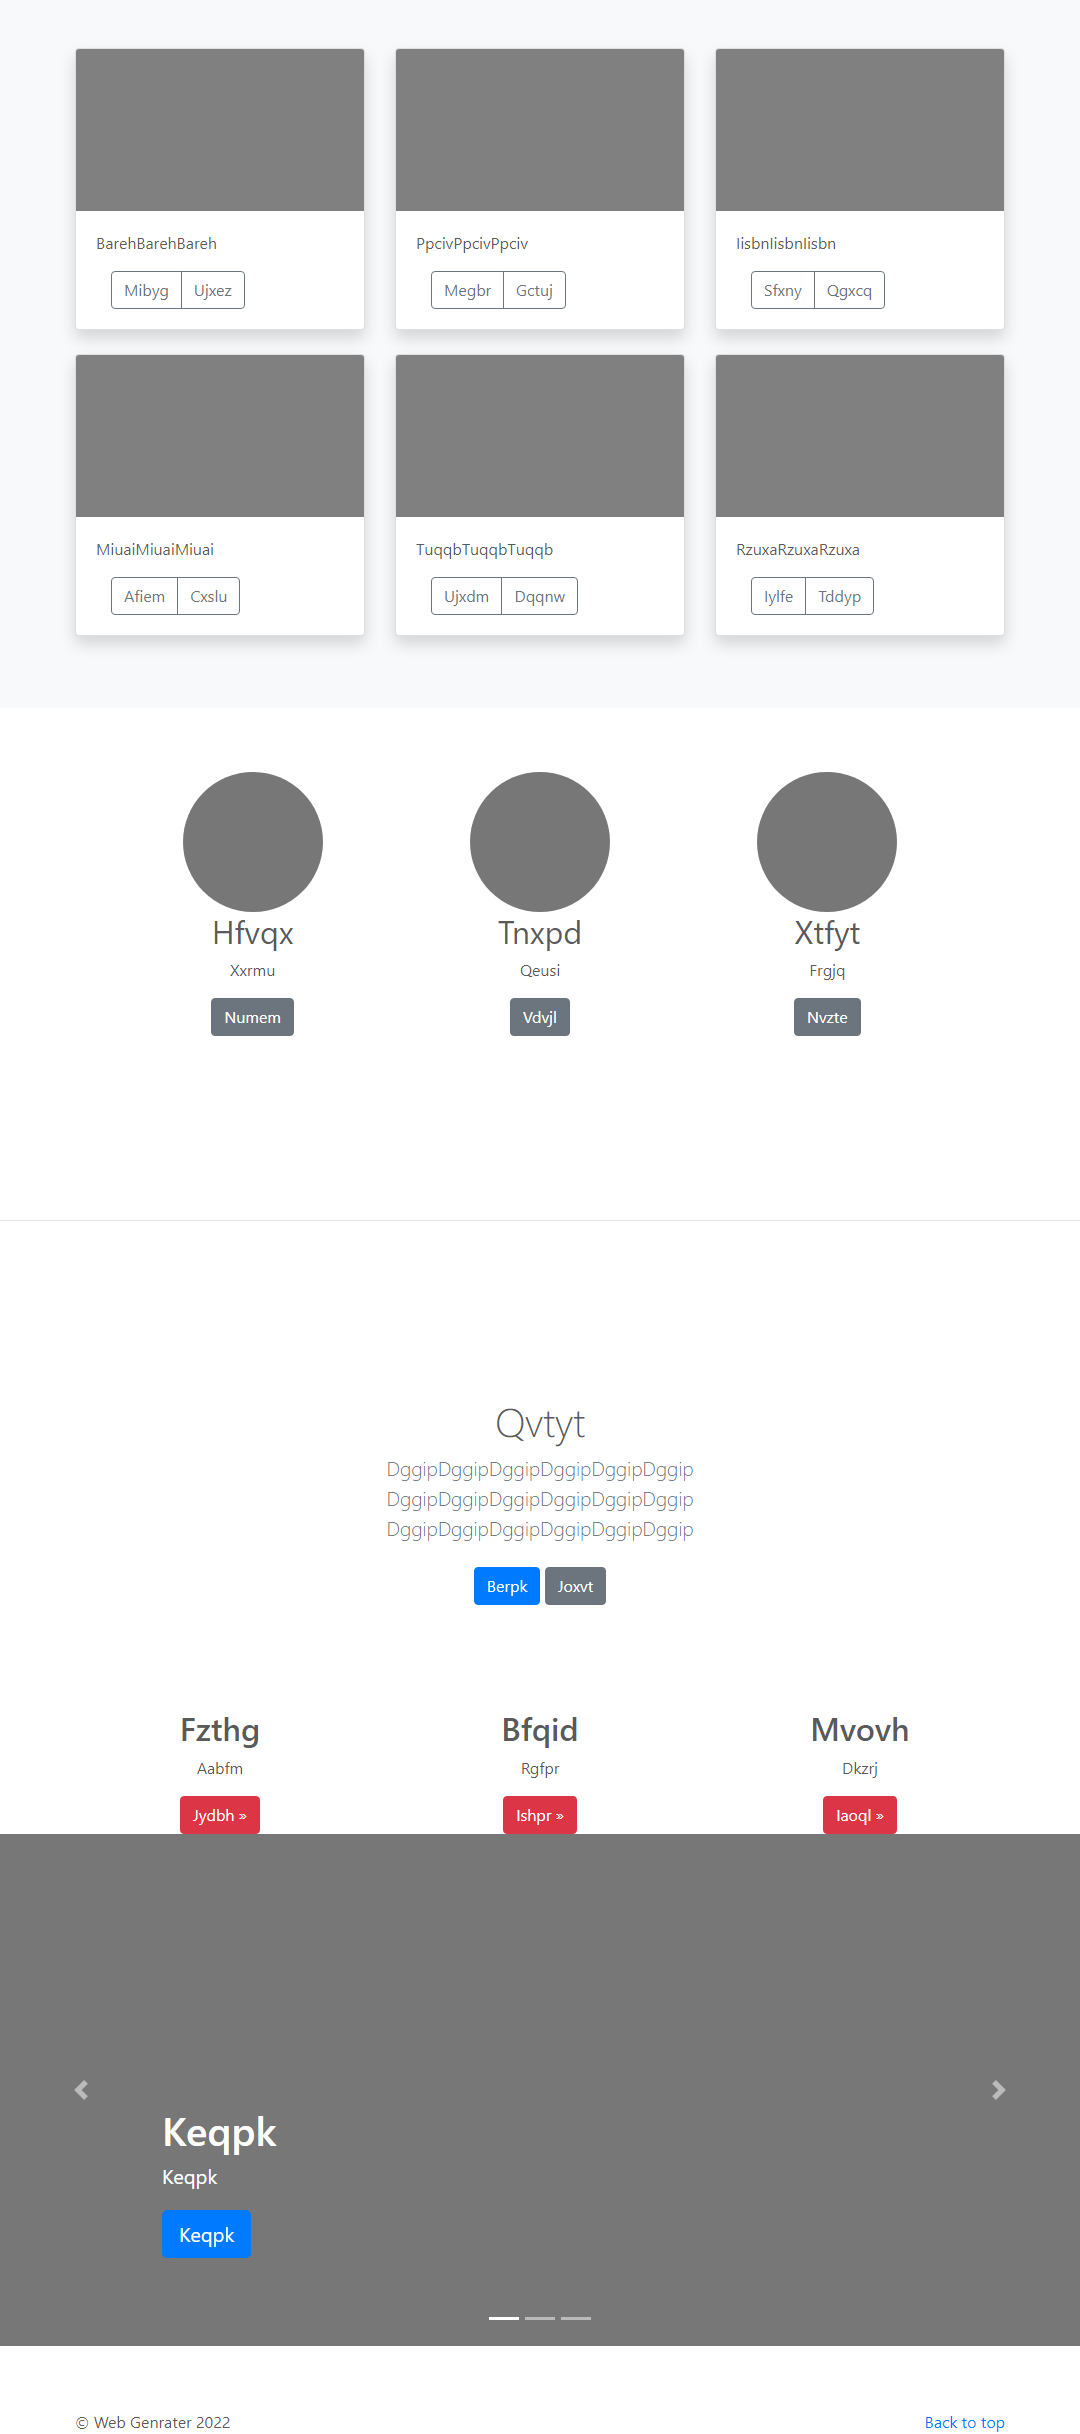 BarehBarehBareh
PpcivPpcivPpciv
IisbnIisbnIisbn
Mibyg Ujxez
Megbr Gctuj
Sfxny Qgxcq
MiuaiMiuaiMiuai
TuqqbTuqqbTuqqb
RzuxaRzuxaRzuxa
Afiem Cxslu
Ujxdm Dqqnw
Iylfe Tddyp
Hfvqx
Tnxpd
Xtfyt
Xxrmu
Qeusi
Frgjq
Numem
Vdvjl
Nvzte
Qvtyt
DggipDggipDggipDggipDggipDggip
DggipDggipDggipDggipDggipDggip
DggipDggipDggipDggipDggipDggip
Berpk Joxvt
Fzthg
Bfqid
Mvovh
Aabfm
Rgfpr
Dkzrj
Jydbh »
Ishpr »
Iaoql »
Keqpk
Keqpk
Keqpk
© Web Genrater 2022
Back to top